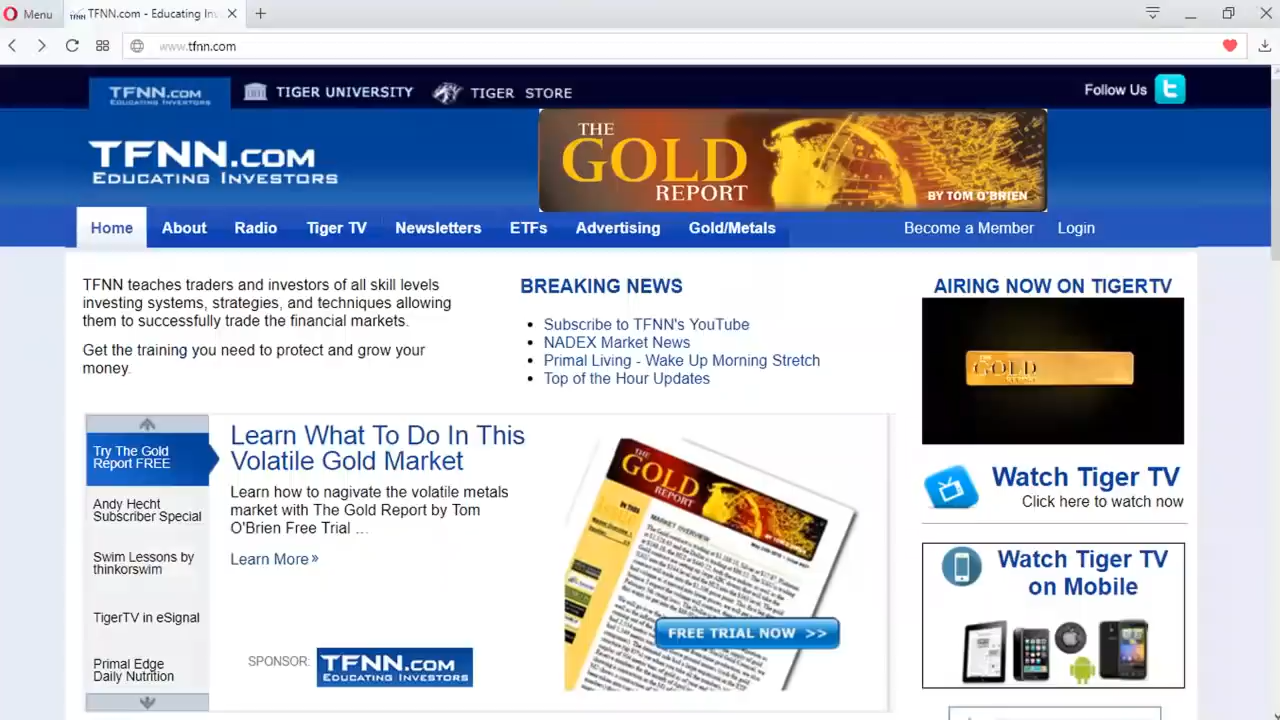 Menu
TFNN.com - Educating Inv
www.tfnn.com
TFNN.COM
EDUCATING INVESTORS
TIGER UNIVERSITY
TIGER STORE
Follow Us
TFNN.COM
EDUCATING INVESTORS
THE
GOLD
REPORT
BY TOM O'BRIEN
Home
About
Radio
Tiger TV
Newsletters
ETFs
Advertising
Gold/Metals
Become a Member
Login
TFNN teaches traders and investors of all skill levels
investing systems, strategies, and techniques allowing
them to successfully trade the financial markets.
Get the training you need to protect and grow your
money.
BREAKING NEWS
Subscribe to TFNN's YouTube
NADEX Market News
Primal Living - Wake Up Morning Stretch
Top of the Hour Updates
AIRING NOW ON TIGERTV
THE
GOLD
REPORT
Watch Tiger TV
Click here to watch now
Watch Tiger TV
on Mobile
Try The Gold
Report FREE
Andy Hecht
Subscriber Special
Swim Lessons by
thinkorswim
TigerTV in eSignal
Primal Edge
Daily Nutrition
Learn What To Do In This
Volatile Gold Market
Learn how to nagivate the volatile metals
market with The Gold Report by Tom
O'Brien Free Trial ...
Learn More »
SPONSOR:
TFNN.COM
EDUCATING INVESTORS
THE
GOLD
REPORT
BY TOM O'BRIEN
MARKET OVERVIEW
FREE TRIAL NOW >>